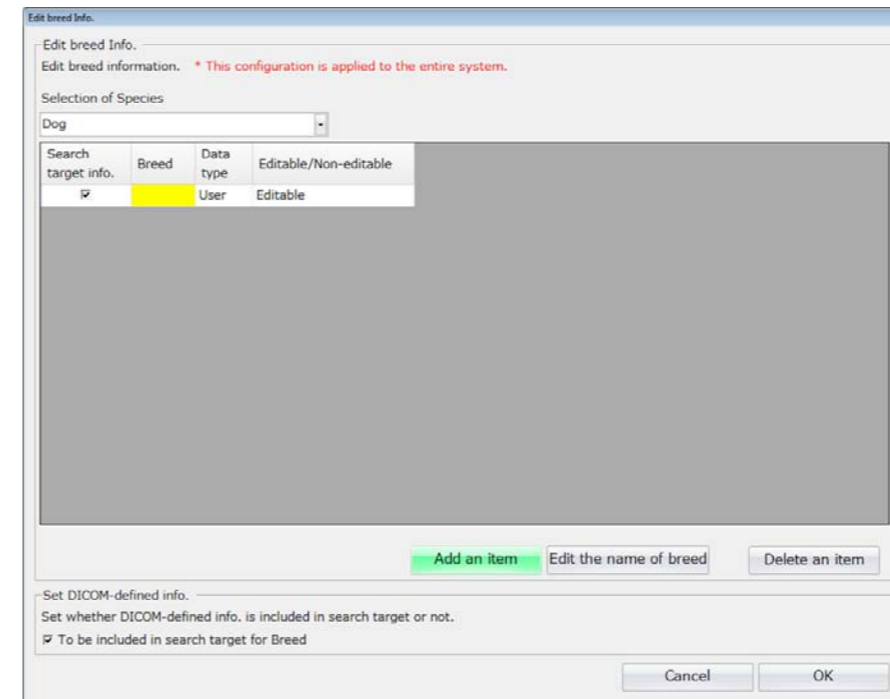 Edit breed Info.
Edit breed Info.
Edit breed information. * This configuration is applied to the entire system.
Selection of Species
Dog
Search target info. Breed Data type Editable/Non-editable
User Editable
Add an item Edit the name of breed Delete an item
Set DICOM-defined info.
Set whether DICOM-defined info. is included in search target or not.
To be included in search target for Breed
Cancel OK